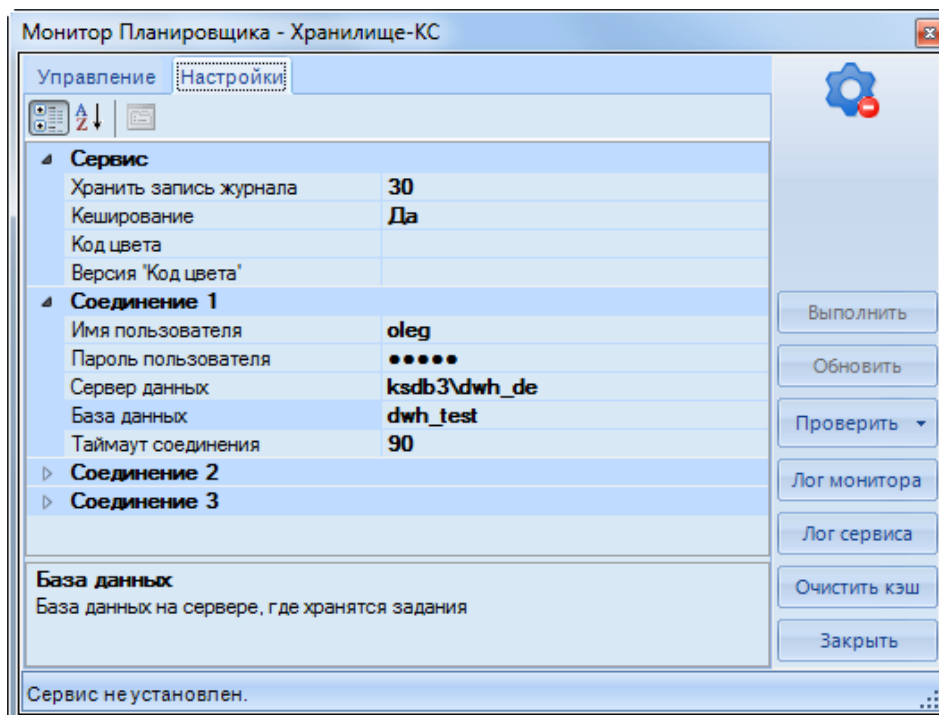 Монитор Планировщика - Хранилище-КС
Управление Настройки
Сервис
Хранить запись журнала 30
Кеширование Да
Код цвета
Версия "Код цвета"
Соединение 1
Имя пользователя oleg
Пароль пользователя ●●●●●
Сервер данных ksdb3\dwh_de
База данных dwh_test
Таймаут соединения 90
Соединение 2
Соединение 3
База данных
База данных на сервере, где хранятся задания
Выполнить
Обновить
Проверить
Лог монитора
Лог сервиса
Очистить кэш
Закрыть
Сервис не установлен.